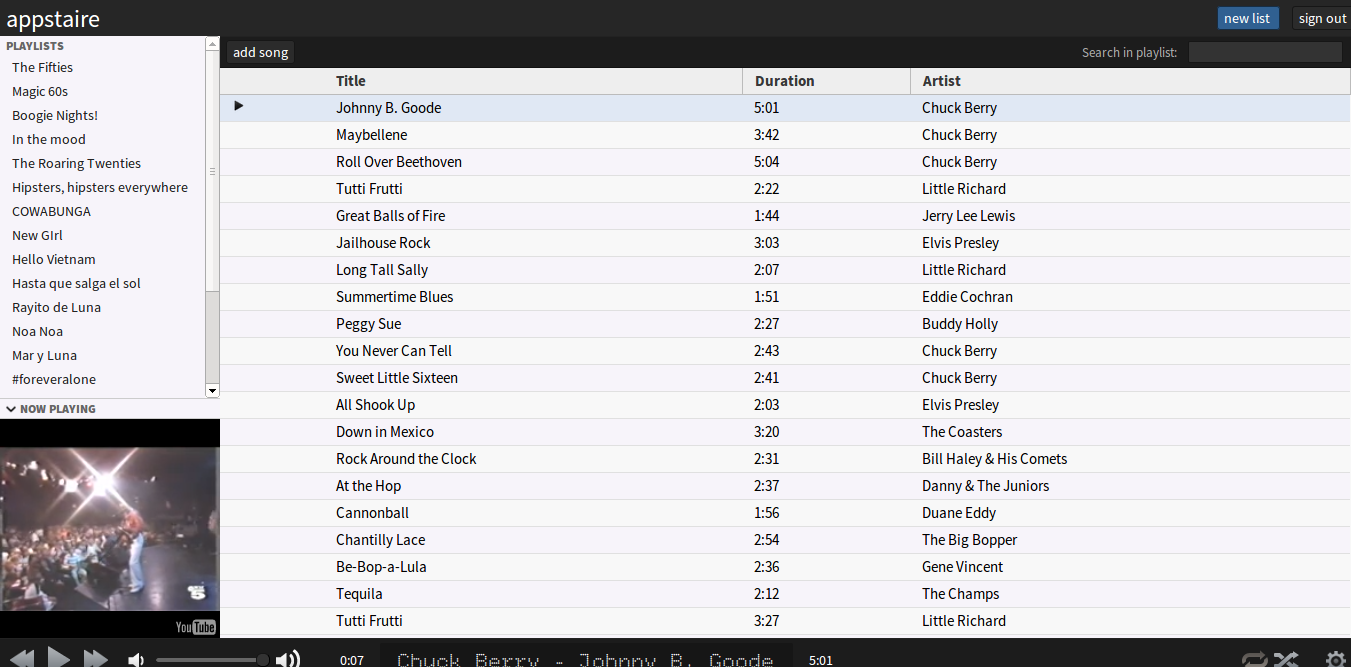 appstaire new list sign out
PLAYLISTS
The Fifties
Magic 60s
Boogie Nights!
In the mood
The Roaring Twenties
Hipsters, hipsters everywhere
COWABUNGA
New GIrl
Hello Vietnam
Hasta que salga el sol
Rayito de Luna
Noa Noa
Mar y Luna
#foreveralone
NOW PLAYING
YouTube
add song Search in playlist:
Title Duration Artist
Johnny B. Goode 5:01 Chuck Berry
Maybellene 3:42 Chuck Berry
Roll Over Beethoven 5:04 Chuck Berry
Tutti Frutti 2:22 Little Richard
Great Balls of Fire 1:44 Jerry Lee Lewis
Jailhouse Rock 3:03 Elvis Presley
Long Tall Sally 2:07 Little Richard
Summertime Blues 1:51 Eddie Cochran
Peggy Sue 2:27 Buddy Holly
You Never Can Tell 2:43 Chuck Berry
Sweet Little Sixteen 2:41 Chuck Berry
All Shook Up 2:03 Elvis Presley
Down in Mexico 3:20 The Coasters
Rock Around the Clock 2:31 Bill Haley & His Comets
At the Hop 2:37 Danny & The Juniors
Cannonball 1:56 Duane Eddy
Chantilly Lace 2:54 The Big Bopper
Be-Bop-a-Lula 2:36 Gene Vincent
Tequila 2:12 The Champs
Tutti Frutti 3:27 Little Richard
0:07 Chuck Berry - Johnny B. Goode 5:01